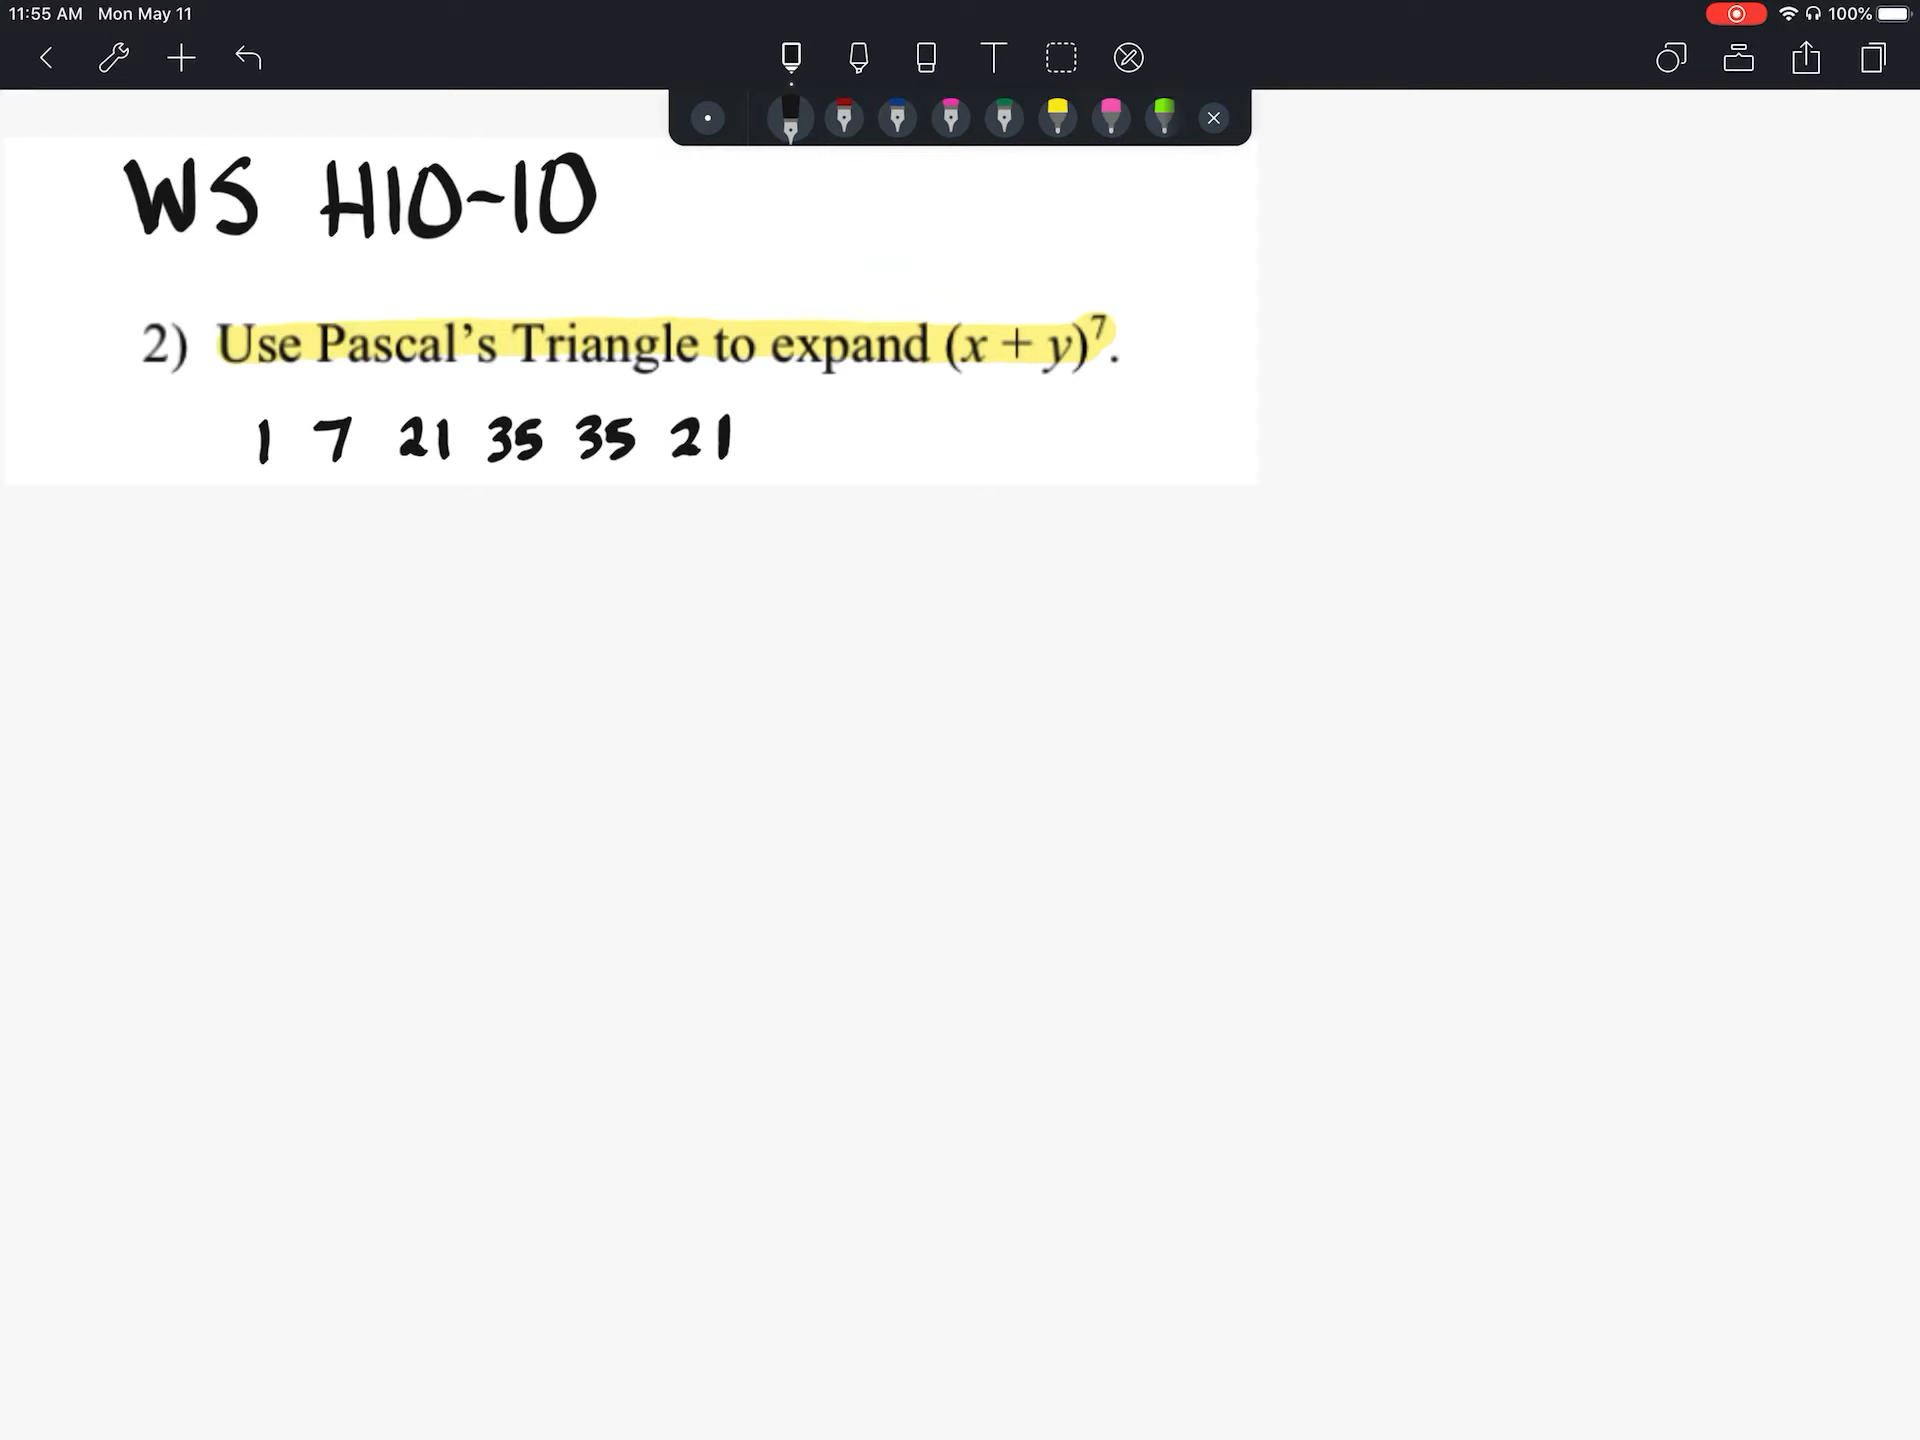 11:55 AM Mon May 11 100%
WS H10-10
2) Use Pascal's Triangle to expand (x + y)⁷.
1 7 21 35 35 21